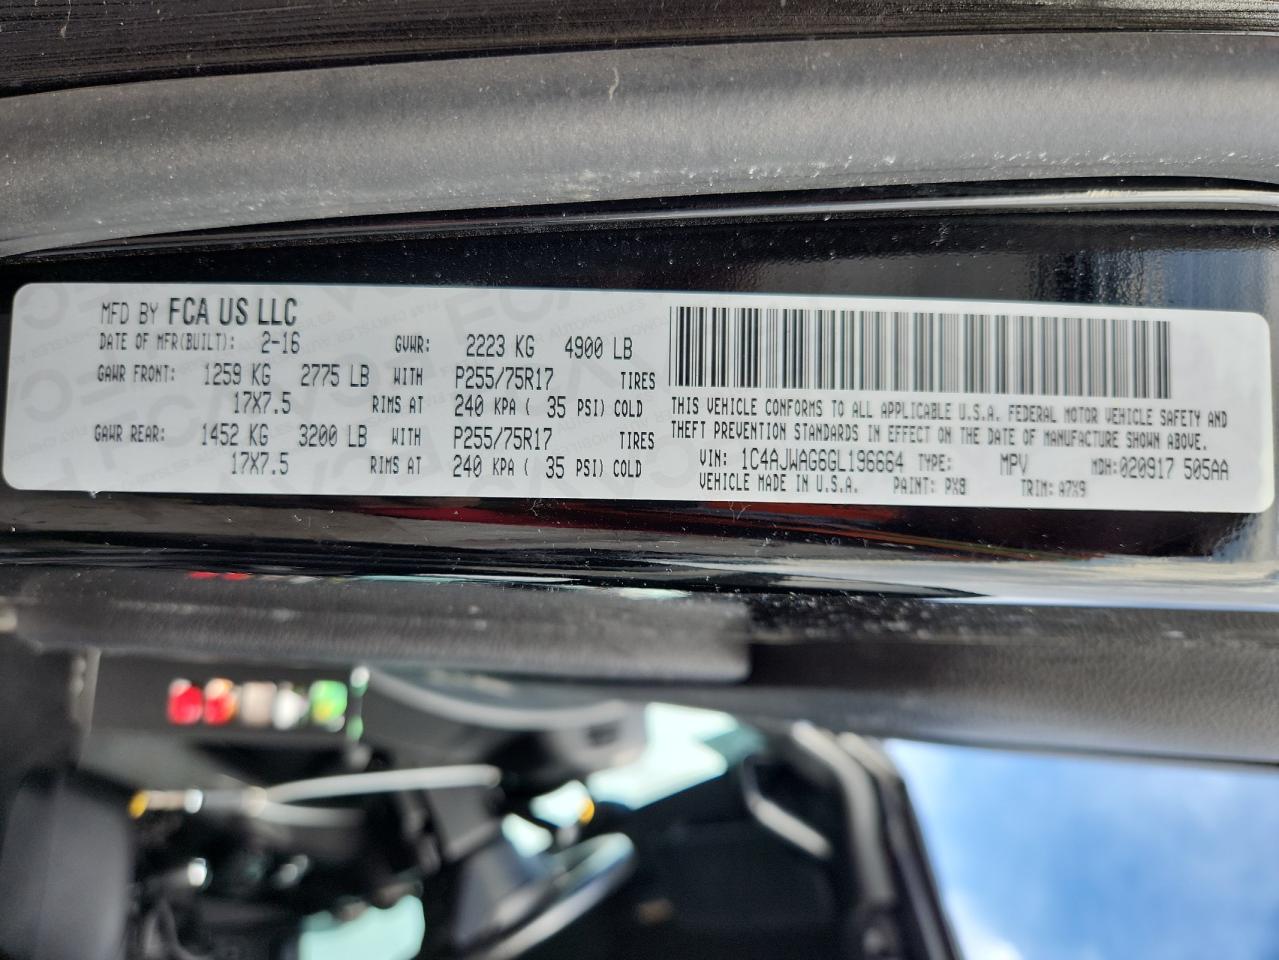 MFD BY FCA US LLC
DATE OF MFR(BUILT): 2-16 GVWR: 2223 KG 4900 LB
GAWR FRONT: 1259 KG 2775 LB WITH P255/75R17 TIRES
17X7.5 RIMS AT 240 KPA ( 35 PSI) COLD
GAWR REAR: 1452 KG 3200 LB WITH P255/75R17 TIRES
17X7.5 RIMS AT 240 KPA ( 35 PSI) COLD
THIS VEHICLE CONFORMS TO ALL APPLICABLE U.S.A. FEDERAL MOTOR VEHICLE SAFETY AND
THEFT PREVENTION STANDARDS IN EFFECT ON THE DATE OF MANUFACTURE SHOWN ABOVE.
VIN: 1C4AJWAG6GL196664 TYPE: MPV MDH:020917 505AA
VEHICLE MADE IN U.S.A. PAINT: PX8 TRIM: A7X9